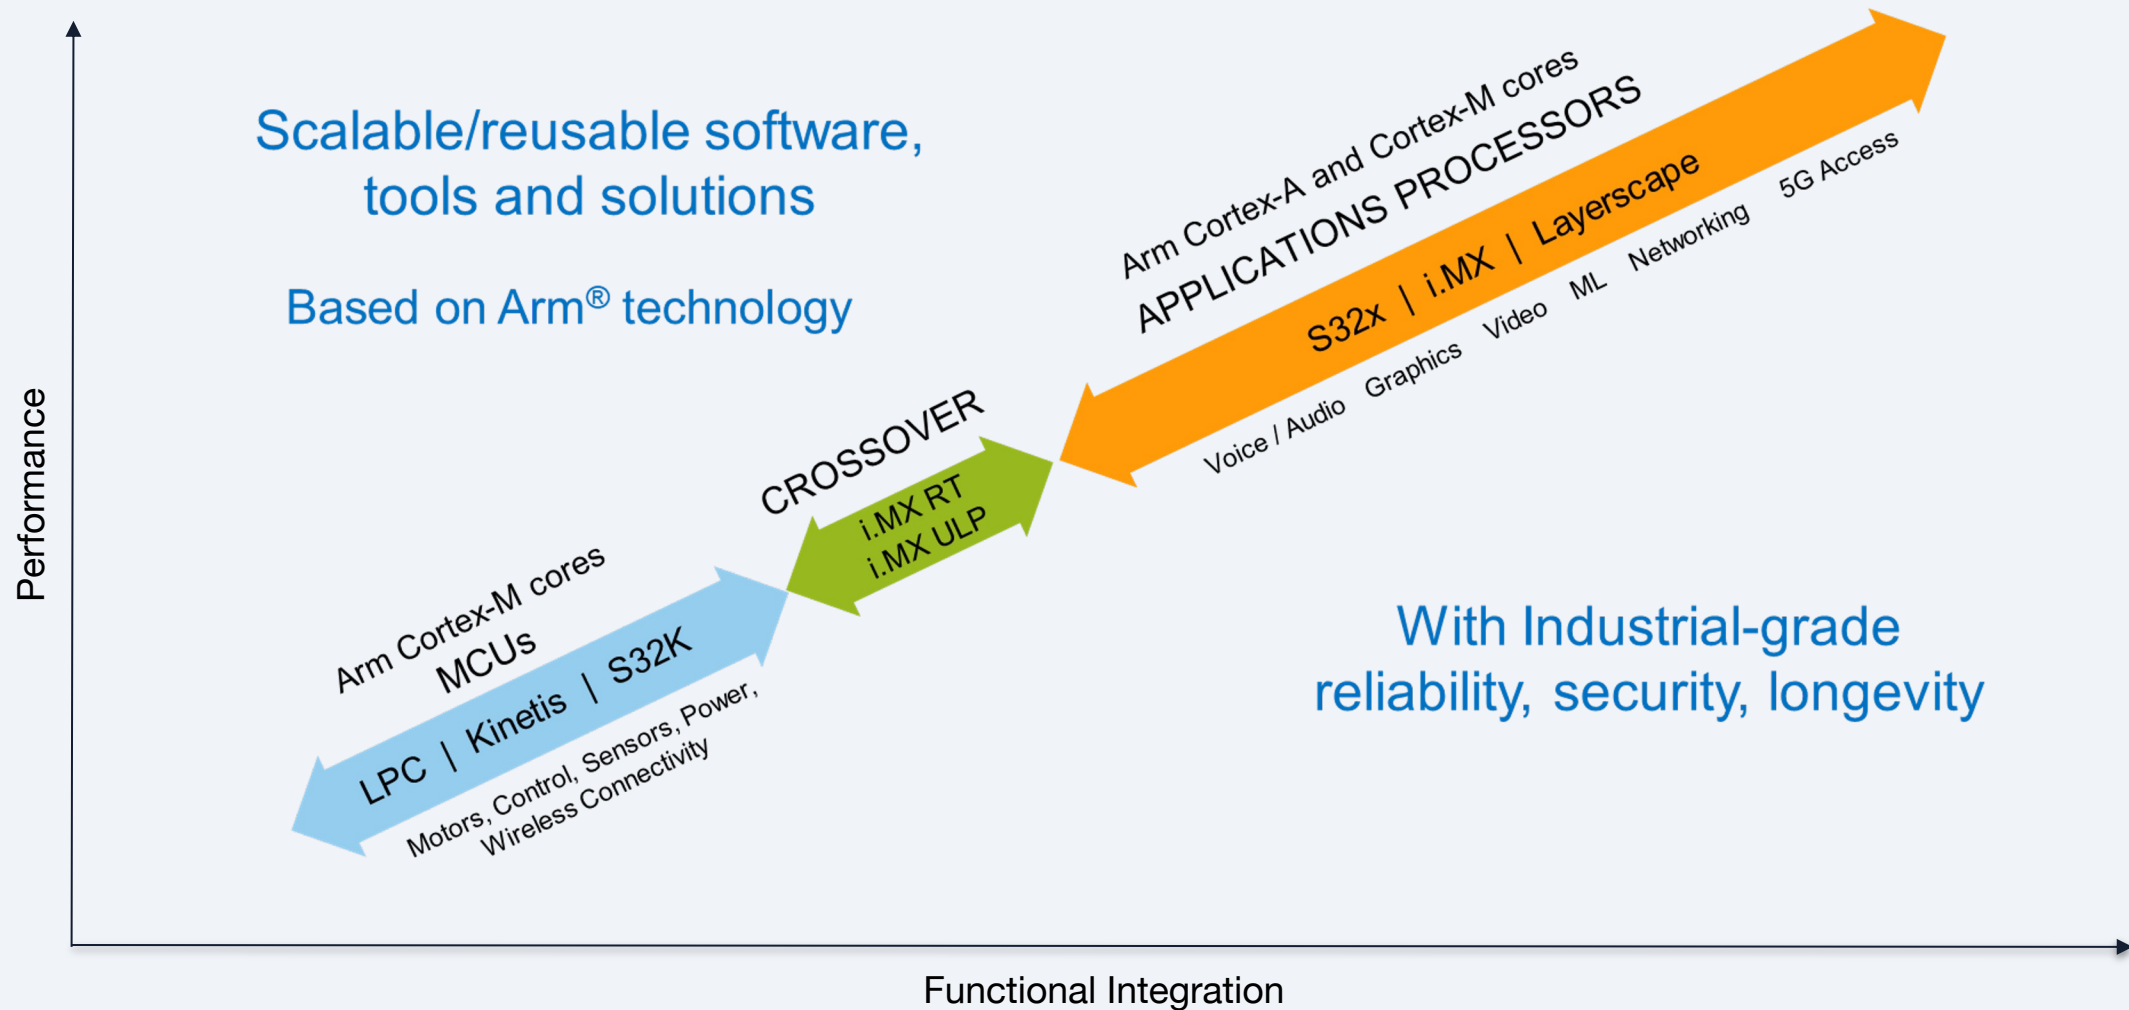 Scalable/reusable software,
tools and solutions
Based on Arm® technology
Arm Cortex-A and Cortex-M cores
APPLICATIONS PROCESSORS
S32x | i.MX | Layerscape
Voice / Audio Graphics Video ML Networking 5G Access
CROSSOVER
i.MX RT
i.MX ULP
Arm Cortex-M cores
MCUs
LPC | Kinetis | S32K
Motors, Control, Sensors, Power,
Wireless Connectivity
With Industrial-grade
reliability, security, longevity
Performance
Functional Integration